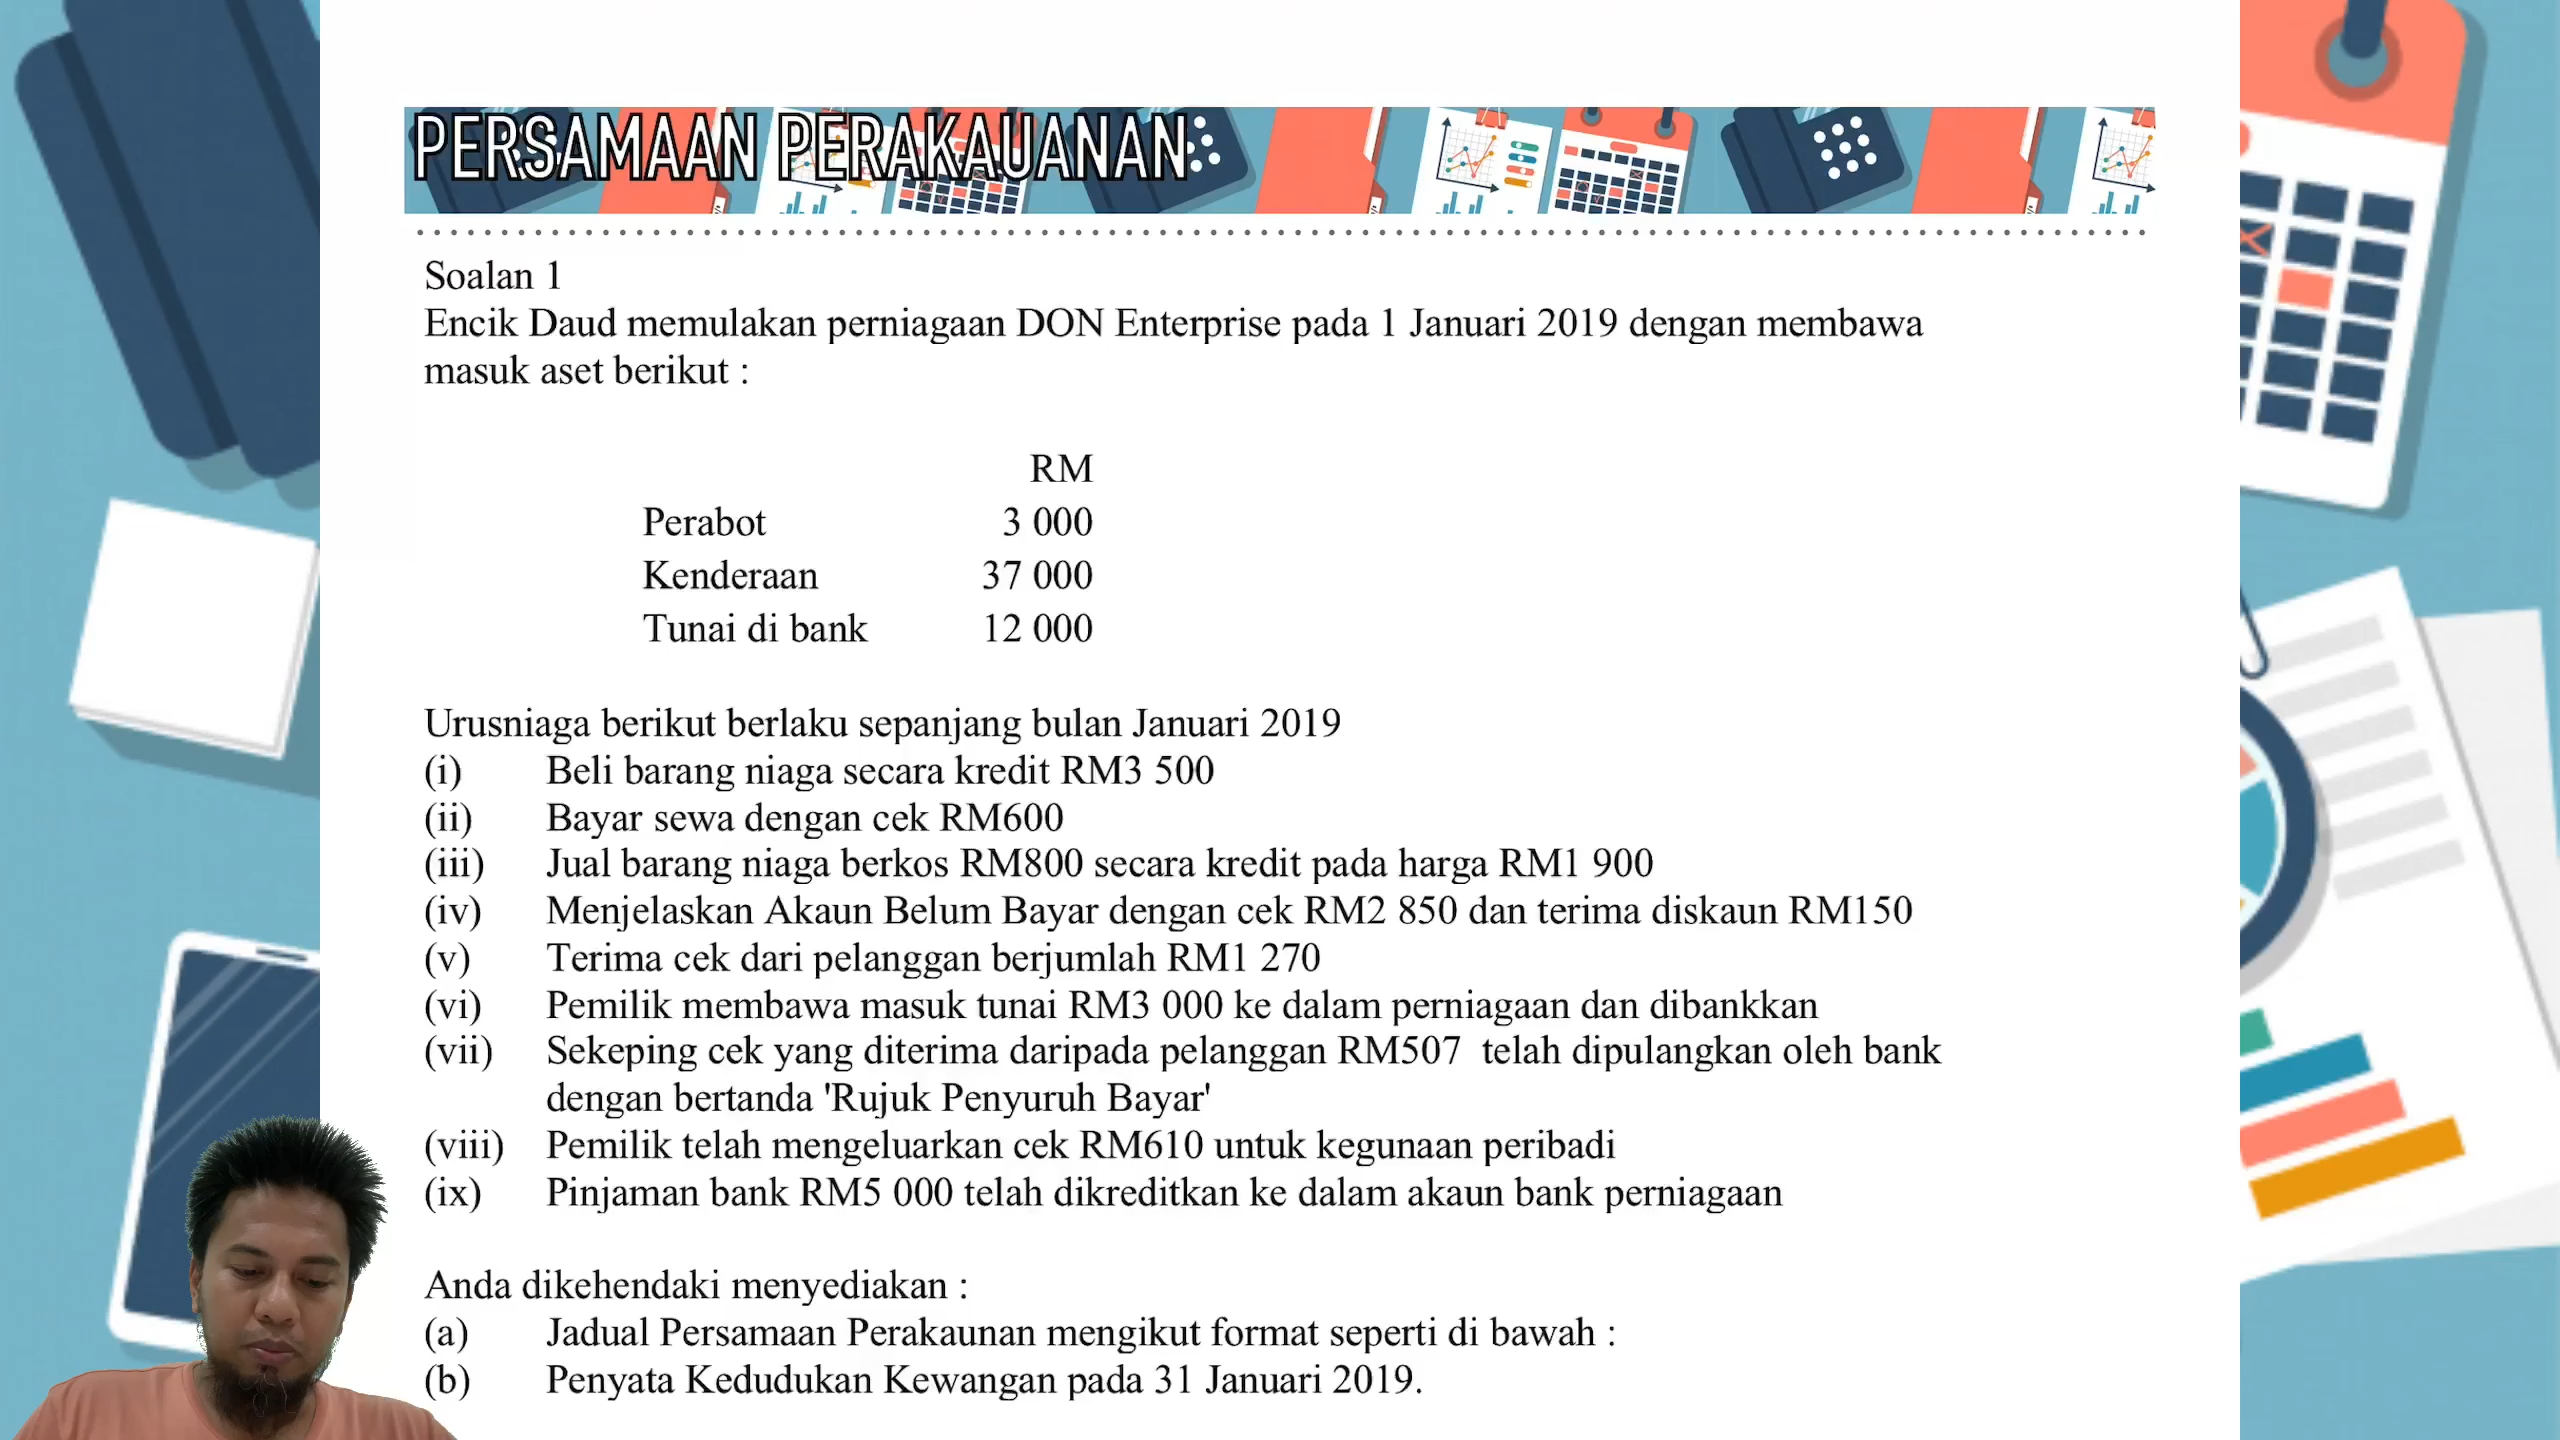 PERSAMAAN PERAKAUANAN
Soalan 1
Encik Daud memulakan perniagaan DON Enterprise pada 1 Januari 2019 dengan membawa
masuk aset berikut :
RM
Perabot 3 000
Kenderaan 37 000
Tunai di bank 12 000
Urusniaga berikut berlaku sepanjang bulan Januari 2019
(i) Beli barang niaga secara kredit RM3 500
(ii) Bayar sewa dengan cek RM600
(iii) Jual barang niaga berkos RM800 secara kredit pada harga RM1 900
(iv) Menjelaskan Akaun Belum Bayar dengan cek RM2 850 dan terima diskaun RM150
(v) Terima cek dari pelanggan berjumlah RM1 270
(vi) Pemilik membawa masuk tunai RM3 000 ke dalam perniagaan dan dibankkan
(vii) Sekeping cek yang diterima daripada pelanggan RM507 telah dipulangkan oleh bank
dengan bertanda 'Rujuk Penyuruh Bayar'
(viii) Pemilik telah mengeluarkan cek RM610 untuk kegunaan peribadi
(ix) Pinjaman bank RM5 000 telah dikreditkan ke dalam akaun bank perniagaan
Anda dikehendaki menyediakan :
(a) Jadual Persamaan Perakaunan mengikut format seperti di bawah :
(b) Penyata Kedudukan Kewangan pada 31 Januari 2019.